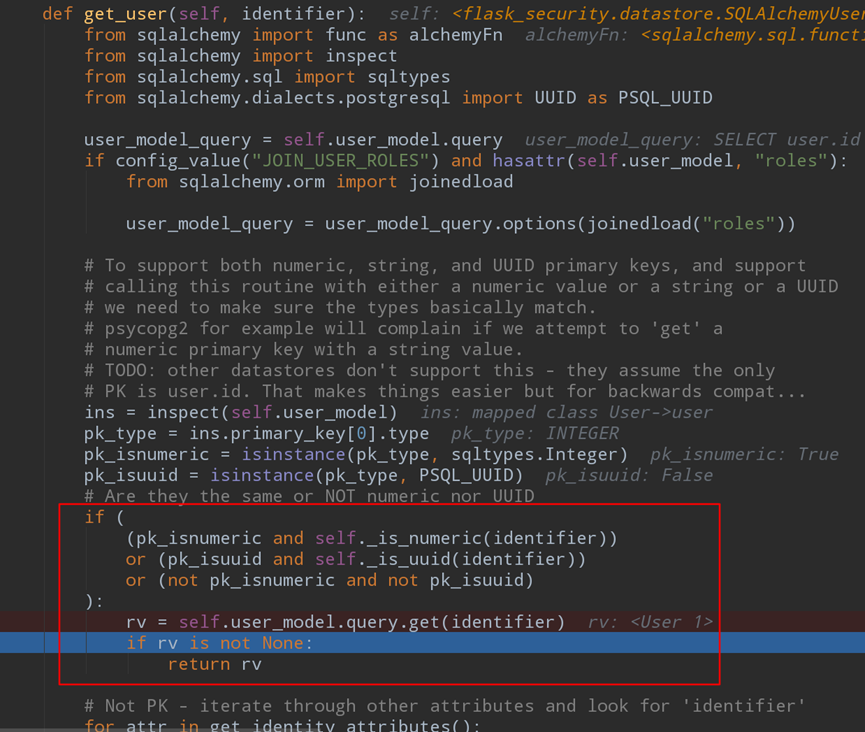 def get_user(self, identifier):  self: <flask_security.datastore.SQLAlchemyUser
from sqlalchemy import func as alchemyFn  alchemyFn: <sqlalchemy.sql.functi
from sqlalchemy import inspect
from sqlalchemy.sql import sqltypes
from sqlalchemy.dialects.postgresql import UUID as PSQL_UUID
user_model_query = self.user_model.query  user_model_query: SELECT user.id
if config_value("JOIN_USER_ROLES") and hasattr(self.user_model, "roles"):
from sqlalchemy.orm import joinedload
user_model_query = user_model_query.options(joinedload("roles"))
# To support both numeric, string, and UUID primary keys, and support
# calling this routine with either a numeric value or a string or a UUID
# we need to make sure the types basically match.
# psycopg2 for example will complain if we attempt to 'get' a
# numeric primary key with a string value.
# TODO: other datastores don't support this - they assume the only
# PK is user.id. That makes things easier but for backwards compat...
ins = inspect(self.user_model)  ins: mapped class User->user
pk_type = ins.primary_key[0].type  pk_type: INTEGER
pk_isnumeric = isinstance(pk_type, sqltypes.Integer)  pk_isnumeric: True
pk_isuuid = isinstance(pk_type, PSQL_UUID)  pk_isuuid: False
# Are they the same or NOT numeric nor UUID
if (
(pk_isnumeric and self._is_numeric(identifier))
or (pk_isuuid and self._is_uuid(identifier))
or (not pk_isnumeric and not pk_isuuid)
):
rv = self.user_model.query.get(identifier)  rv: <User 1>
if rv is not None:
return rv
# Not PK - iterate through other attributes and look for 'identifier'
for attr in get_identity_attributes():